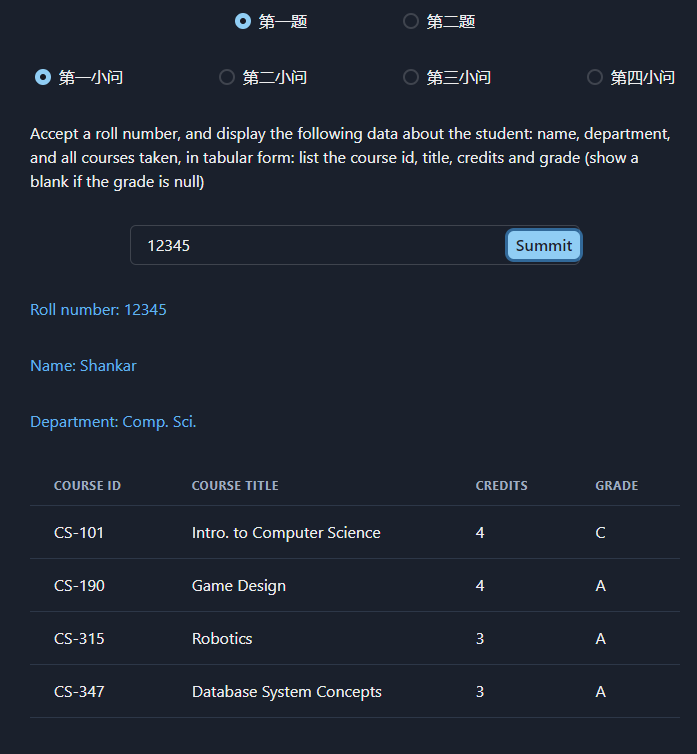 第一题 第二题
第一小问 第二小问 第三小问 第四小问
Accept a roll number, and display the following data about the student: name, department,
and all courses taken, in tabular form: list the course id, title, credits and grade (show a
blank if the grade is null)
12345 Summit
Roll number: 12345
Name: Shankar
Department: Comp. Sci.
COURSE ID COURSE TITLE CREDITS GRADE
CS-101 Intro. to Computer Science 4 C
CS-190 Game Design 4 A
CS-315 Robotics 3 A
CS-347 Database System Concepts 3 A